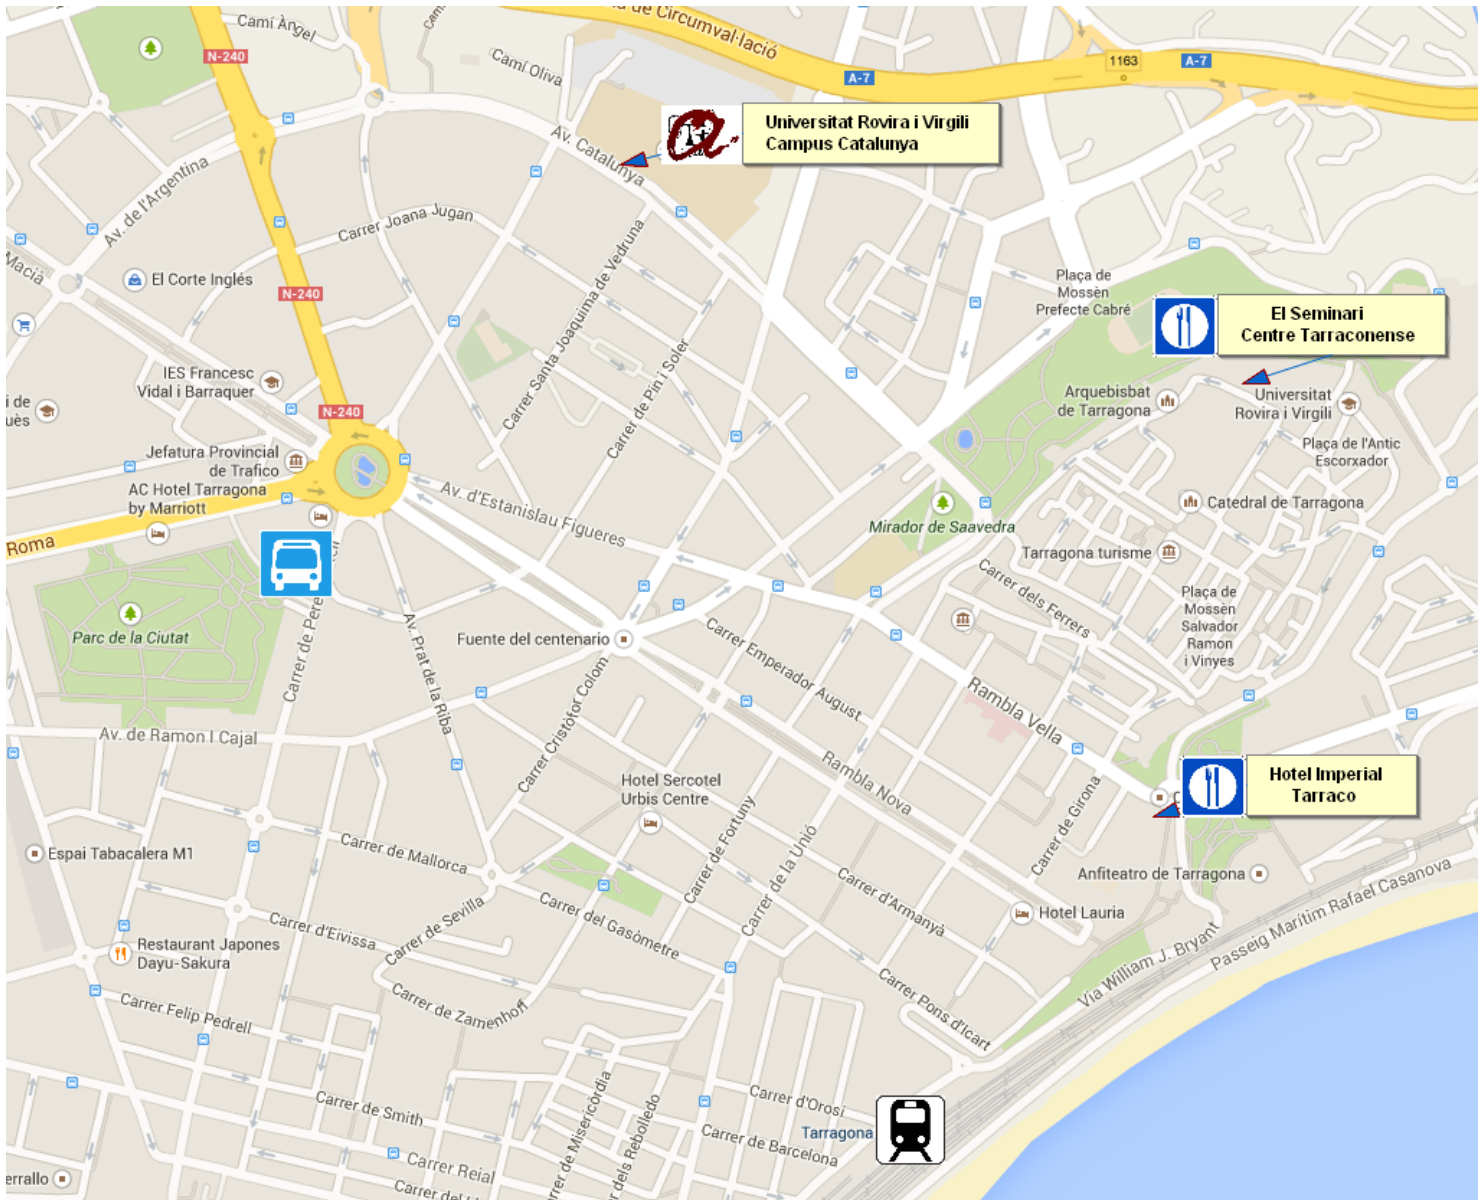 Camí Àngel
N-240
Camí Oliva
de Circumval·lació
A-7
1163
A-7
Universitat Rovira i Virgili
Campus Catalunya
Av. Catalunya
Av. de l'Argentina
Carrer Joana Jugan
Macià
El Corte Inglés
N-240
Carrer Santa Joaquima de Vedruna
Carrer de Pin i Soler
Plaça de
Mossèn
Prefecte Cabré
El Seminari
Centre Tarraconense
IES Francesc
Vidal i Barraquer
N-240
Arquebisbat
de Tarragona
Universitat
Rovira i Virgili
Plaça de l'Antic
Escorxador
Jefatura Provincial
de Trafico
AC Hotel Tarragona
by Marriott
Roma
Av. d'Estanislau Figueres
Mirador de Saavedra
Catedral de Tarragona
Tarragona turisme
Carrer dels Ferrers
Plaça de
Mossèn
Salvador
Ramon
i Vinyes
Parc de la Ciutat
Carrer de Pere
Av. Prat de la Riba
Fuente del centenario
Carrer Emperador August
Rambla Vella
Av. de Ramon I Cajal
Carrer Cristòfor Colom
Rambla Nova
Hotel Sercotel
Urbis Centre
Hotel Imperial
Tarraco
Carrer de Girona
Espai Tabacalera M1
Carrer de Mallorca
Carrer de Fortuny
Carrer de la Unió
Anfiteatro de Tarragona
Carrer d'Armanyà
Hotel Lauria
Carrer de Sevilla
Carrer del Gasòmetre
Carrer d'Eivissa
Restaurant Japones
Dayu-Sakura
Via William J. Bryant
Passeig Marítim Rafael Casanova
Carrer Felip Pedrell
Carrer de Zamenhoff
Carrer Pons d'Icart
Carrer de Smith
Carrer de Misericòrdia
Carrer d'Orosi
Tarragona
Carrer de Barcelona
dels Rebolledo
Carrer Reial